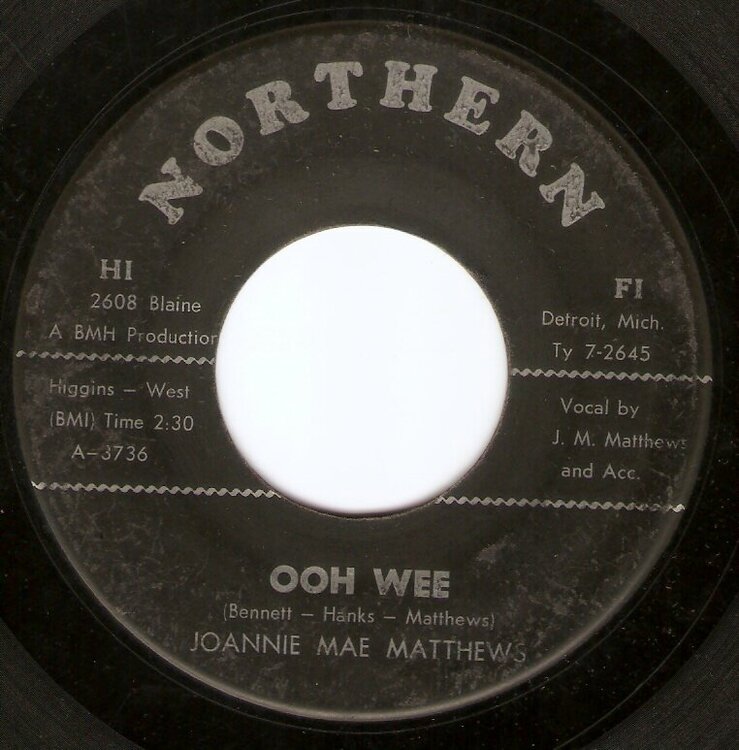 NORTHERN
HI
2608 Blaine
A BMH Production
FI
Detroit, Mich.
Ty 7-2645
Higgins – West
(BMI) Time 2:30
A–3736
Vocal by
J. M. Matthews
and Acc.
OOH WEE
(Bennett – Hanks – Matthews)
JOANNIE MAE MATTHEWS